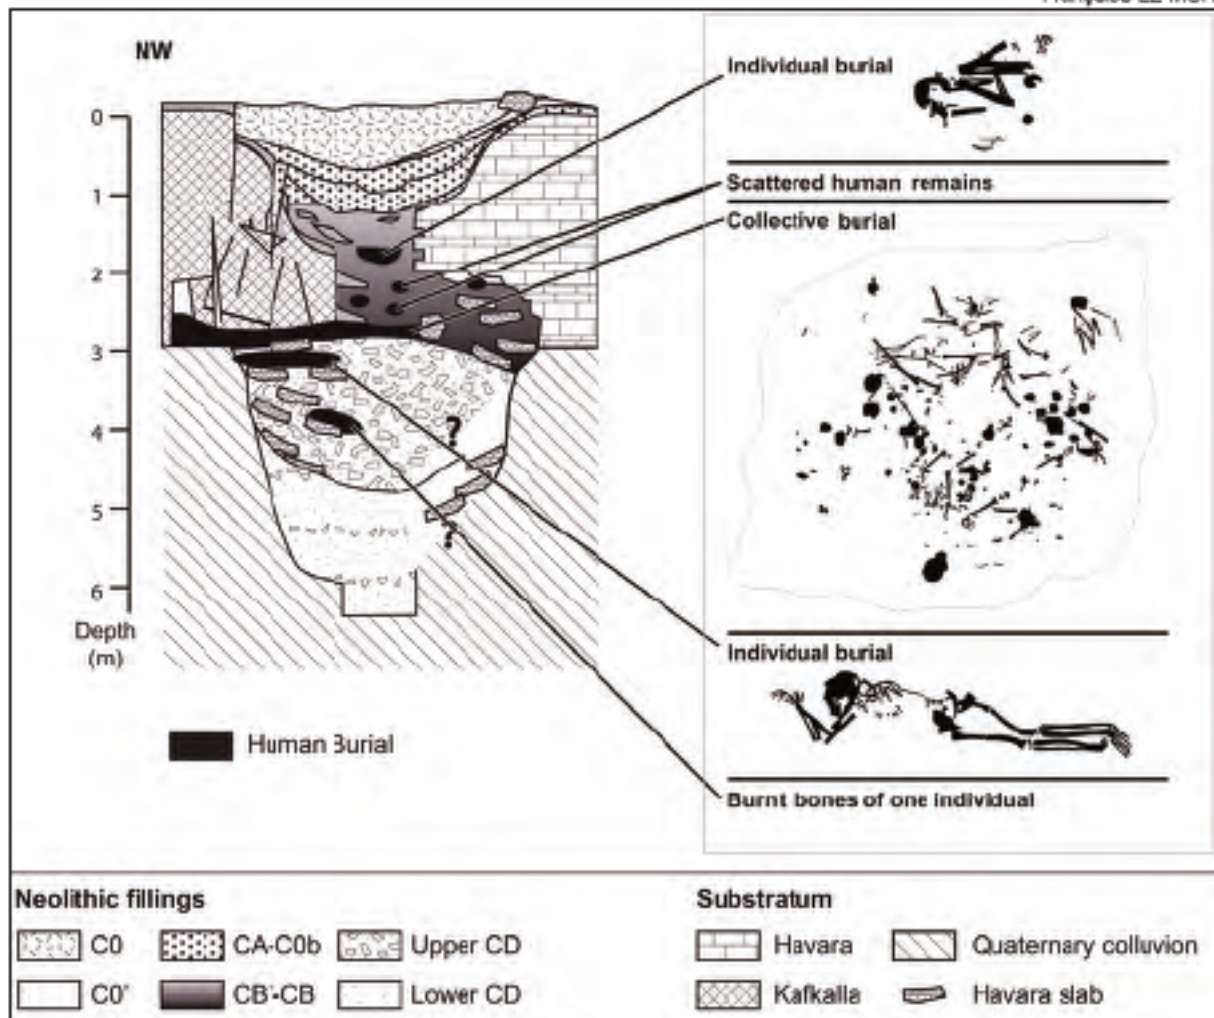 NW
0
1
2
3
4
5
6
Depth
(m)
?
?
Human Burial
Individual burial
Scattered human remains
Collective burial
Individual burial
Burnt bones of one individual
Neolithic fillings
C0
CA-C0b
Upper CD
C0'
CB'-CB
Lower CD
Substratum
Havara
Quaternary colluvion
Kafkalla
Havara slab